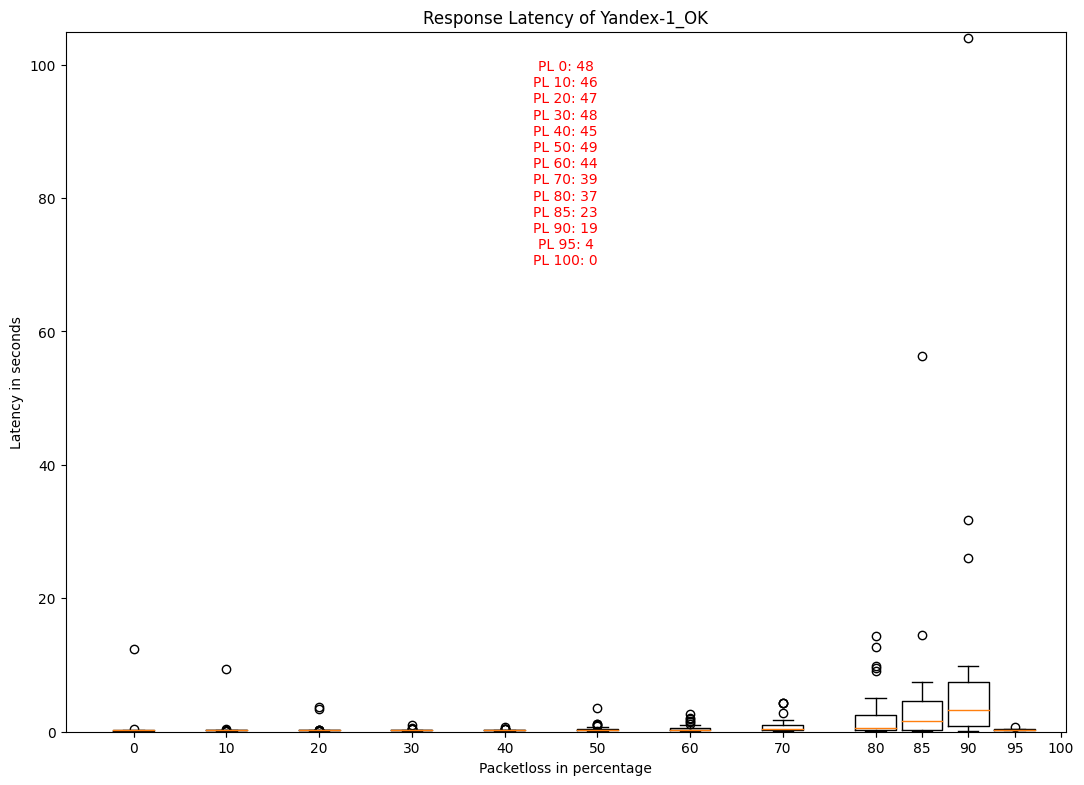 Response Latency of Yandex-1_OK
100
80
60
40
20
0
Latency in seconds
PL 0: 48
PL 10: 46
PL 20: 47
PL 30: 48
PL 40: 45
PL 50: 49
PL 60: 44
PL 70: 39
PL 80: 37
PL 85: 23
PL 90: 19
PL 95: 4
PL 100: 0
0 10 20 30 40 50 60 70 80 85 90 95 100
Packetloss in percentage